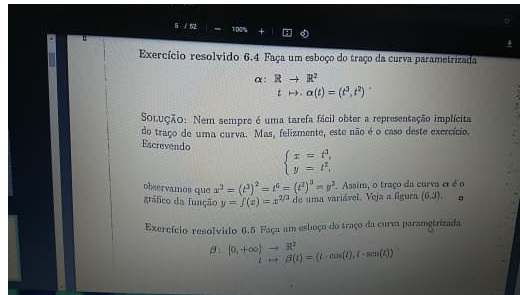 6 / 52 − 100% +
Exercício resolvido 6.4 Faça um esboço do traço da curva parametrizada
α: ℝ → ℝ²
t ↦ α(t) = (t³, t²) .
SOLUÇÃO: Nem sempre é uma tarefa fácil obter a representação implícita
do traço de uma curva. Mas, felizmente, este não é o caso deste exercício.
Escrevendo
{ x = t³,
y = t²,
observamos que x² = (t³)² = t⁶ = (t²)³ = y³. Assim, o traço da curva α é o
gráfico da função y = f(x) = x^{2/3} de uma variável. Veja a figura (6.3).
Exercício resolvido 6.5 Faça um esboço do traço da curva parametrizada
β: [0, +∞) → ℝ²
t ↦ β(t) = (t · cos(t), t · sen(t))